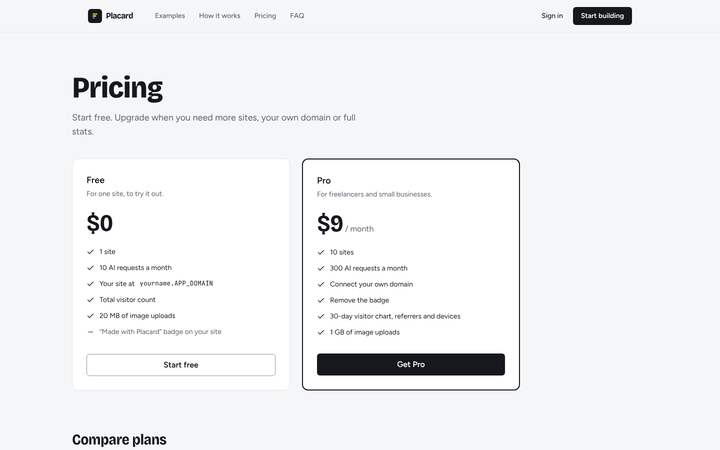 Placard
Examples
How it works
Pricing
FAQ
Sign in
Start building
Pricing
Start free. Upgrade when you need more sites, your own domain or full
stats.
Free
For one site, to try it out.
$0
1 site
10 AI requests a month
Your site at yourname.APP_DOMAIN
Total visitor count
20 MB of image uploads
“Made with Placard” badge on your site
Start free
Pro
For freelancers and small businesses.
$9 / month
10 sites
300 AI requests a month
Connect your own domain
Remove the badge
30-day visitor chart, referrers and devices
1 GB of image uploads
Get Pro
Compare plans